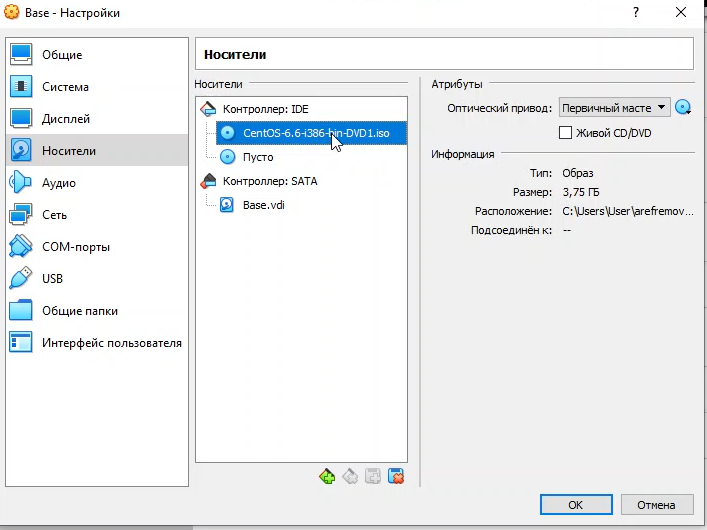 Base - Настройки
?
Общие
Система
Дисплей
Носители
Аудио
Сеть
COM-порты
USB
Общие папки
Интерфейс пользователя
Носители
Носители
Контроллер: IDE
CentOS-6.6-i386-bin-DVD1.iso
Пусто
Контроллер: SATA
Base.vdi
Атрибуты
Оптический привод: Первичный масте
Живой CD/DVD
Информация
Тип: Образ
Размер: 3,75 ГБ
Расположение: C:\Users\User\arefremov...
Подсоединён к: --
OK
Отмена